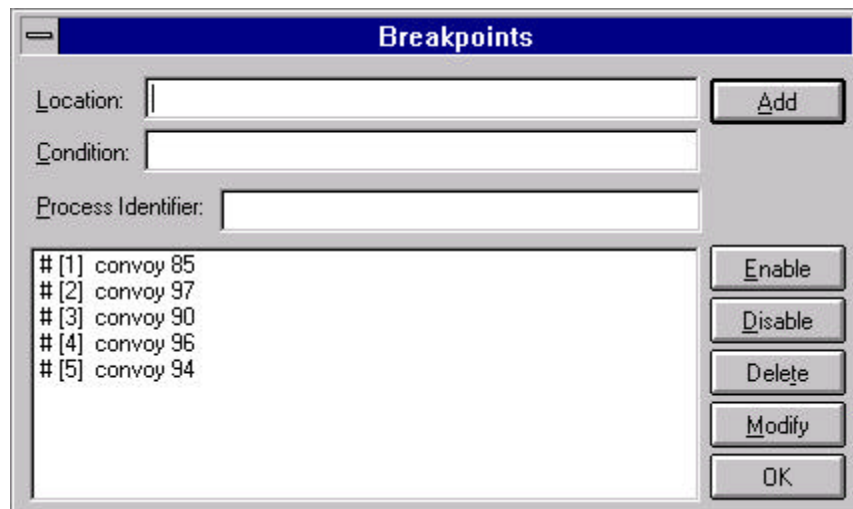 Breakpoints
Location:
Add
Condition:
Process Identifier:
# [1] convoy 85
# [2] convoy 97
# [3] convoy 90
# [4] convoy 96
# [5] convoy 94
Enable
Disable
Delete
Modify
OK